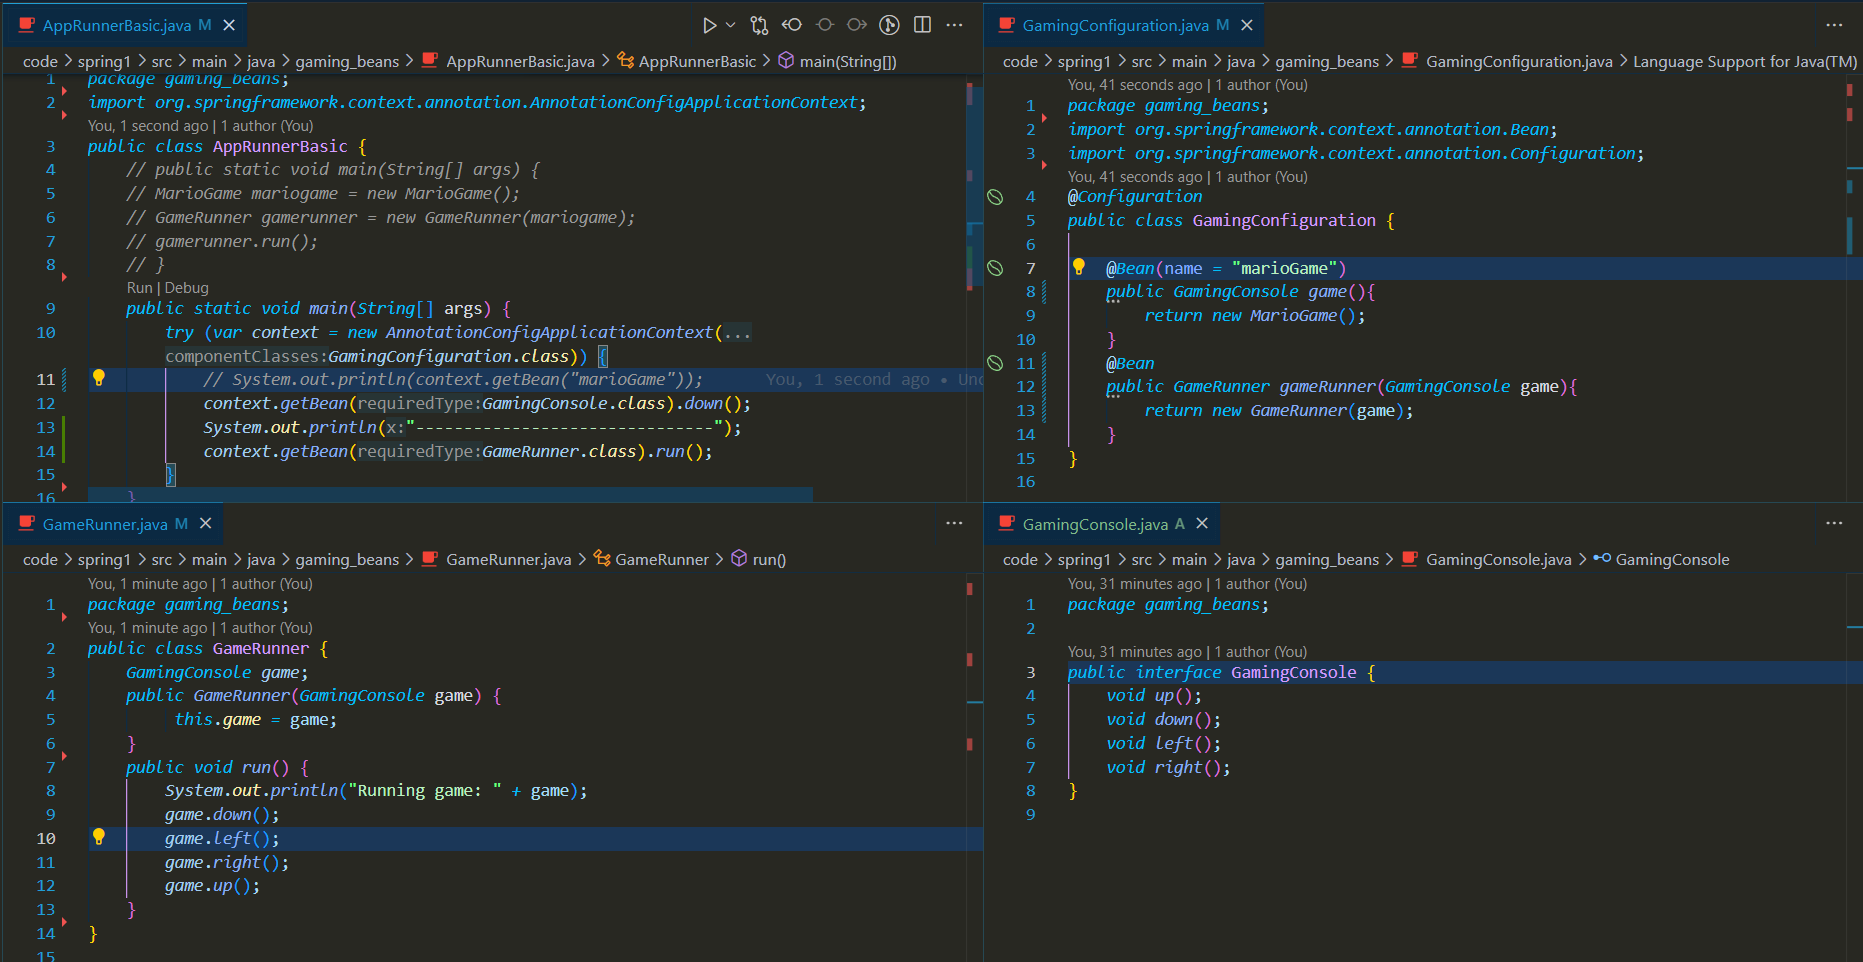 AppRunnerBasic.java M
code > spring1 > src > main > java > gaming_beans > AppRunnerBasic.java > AppRunnerBasic > main(String[])
1 package gaming_beans;
2 import org.springframework.context.annotation.AnnotationConfigApplicationContext;
You, 1 second ago | 1 author (You)
3 public class AppRunnerBasic {
4 // public static void main(String[] args) {
5 // MarioGame mariogame = new MarioGame();
6 // GameRunner gamerunner = new GameRunner(mariogame);
7 // gamerunner.run();
8 // }
Run | Debug
9 public static void main(String[] args) {
10 try (var context = new AnnotationConfigApplicationContext(...
componentClasses:GamingConfiguration.class)) {
11 // System.out.println(context.getBean("marioGame")); You, 1 second ago • Unc
12 context.getBean(requiredType:GamingConsole.class).down();
13 System.out.println(x:"-------------------------------");
14 context.getBean(requiredType:GameRunner.class).run();
15 }
16 }
GamingConfiguration.java M
code > spring1 > src > main > java > gaming_beans > GamingConfiguration.java > Language Support for Java(TM)
You, 41 seconds ago | 1 author (You)
1 package gaming_beans;
2 import org.springframework.context.annotation.Bean;
3 import org.springframework.context.annotation.Configuration;
You, 41 seconds ago | 1 author (You)
4 @Configuration
5 public class GamingConfiguration {
6
7 @Bean(name = "marioGame")
8 public GamingConsole game(){
9 return new MarioGame();
10 }
11 @Bean
12 public GameRunner gameRunner(GamingConsole game){
13 return new GameRunner(game);
14 }
15 }
16
GameRunner.java M
code > spring1 > src > main > java > gaming_beans > GameRunner.java > GameRunner > run()
You, 1 minute ago | 1 author (You)
1 package gaming_beans;
You, 1 minute ago | 1 author (You)
2 public class GameRunner {
3 GamingConsole game;
4 public GameRunner(GamingConsole game) {
5 this.game = game;
6 }
7 public void run() {
8 System.out.println("Running game: " + game);
9 game.down();
10 game.left();
11 game.right();
12 game.up();
13 }
14 }
15
GamingConsole.java A
code > spring1 > src > main > java > gaming_beans > GamingConsole.java > GamingConsole
You, 31 minutes ago | 1 author (You)
1 package gaming_beans;
2
You, 31 minutes ago | 1 author (You)
3 public interface GamingConsole {
4 void up();
5 void down();
6 void left();
7 void right();
8 }
9